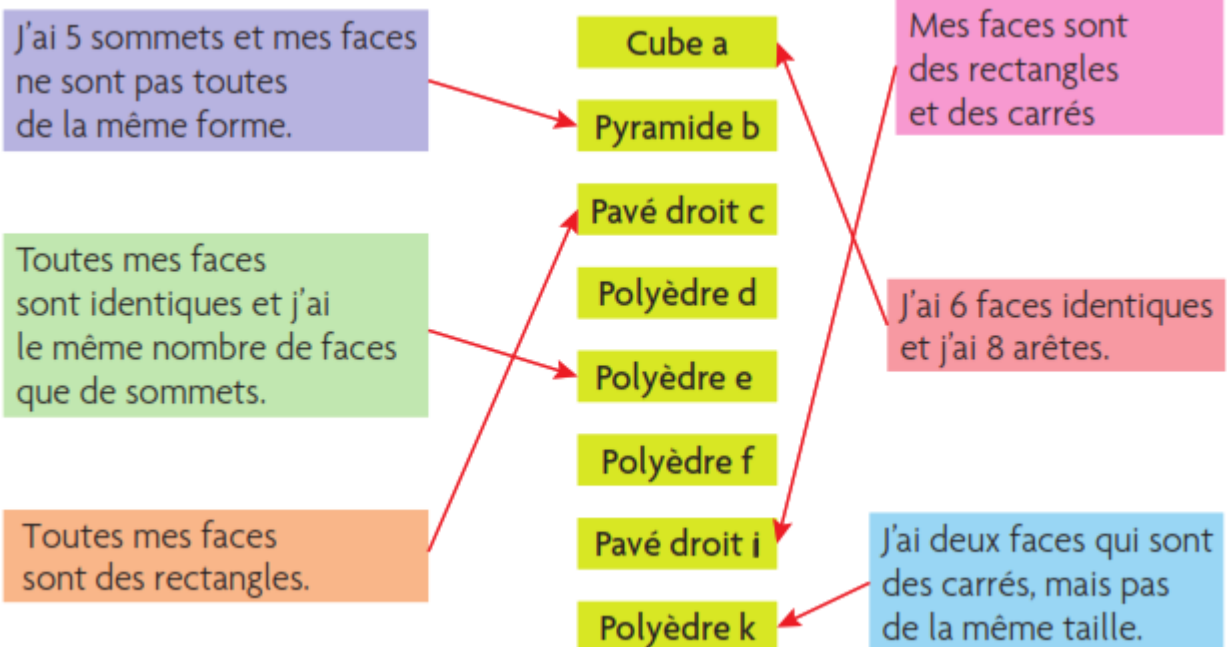 J'ai 5 sommets et mes faces
ne sont pas toutes
de la même forme.
Toutes mes faces
sont identiques et j'ai
le même nombre de faces
que de sommets.
Toutes mes faces
sont des rectangles.
Cube a
Pyramide b
Pavé droit c
Polyèdre d
Polyèdre e
Polyèdre f
Pavé droit i
Polyèdre k
Mes faces sont
des rectangles
et des carrés
J'ai 6 faces identiques
et j'ai 8 arêtes.
J'ai deux faces qui sont
des carrés, mais pas
de la même taille.